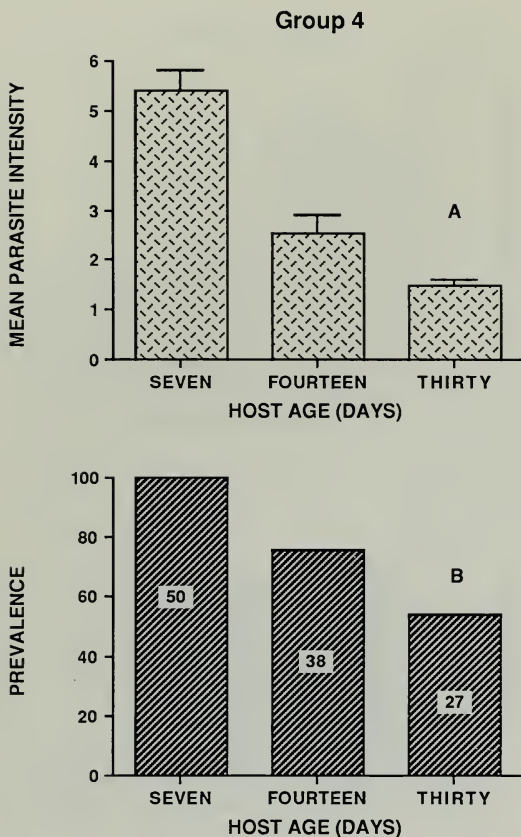 Group 4
MEAN PARASITE INTENSITY
6
5
4
3
2
1
0
A
SEVEN FOURTEEN THIRTY
HOST AGE (DAYS)
PREVALENCE
100
80
60
40
20
0
50
38
27
B
SEVEN FOURTEEN THIRTY
HOST AGE (DAYS)